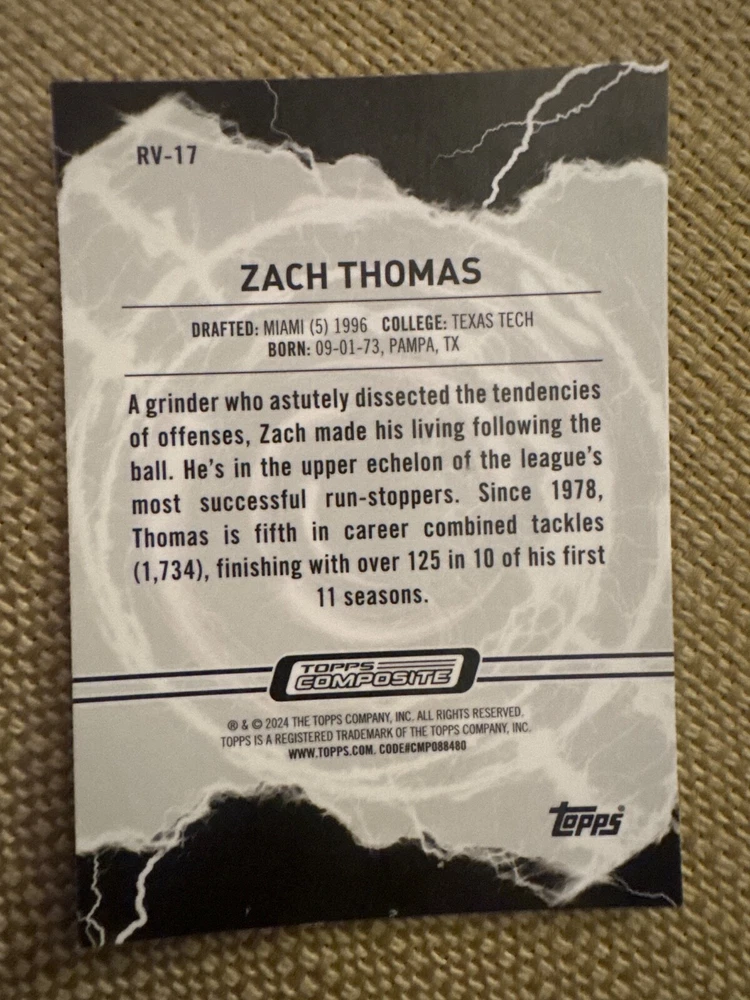 RV-17
ZACH THOMAS
DRAFTED: MIAMI (5) 1996 COLLEGE: TEXAS TECH
BORN: 09-01-73, PAMPA, TX
A grinder who astutely dissected the tendencies
of offenses, Zach made his living following the
ball. He's in the upper echelon of the league's
most successful run-stoppers. Since 1978,
Thomas is fifth in career combined tackles
(1,734), finishing with over 125 in 10 of his first
11 seasons.
TOPPS
COMPOSITE
® & © 2024 THE TOPPS COMPANY, INC. ALL RIGHTS RESERVED.
TOPPS IS A REGISTERED TRADEMARK OF THE TOPPS COMPANY, INC.
WWW.TOPPS.COM. CODE#CMP088480
topps®